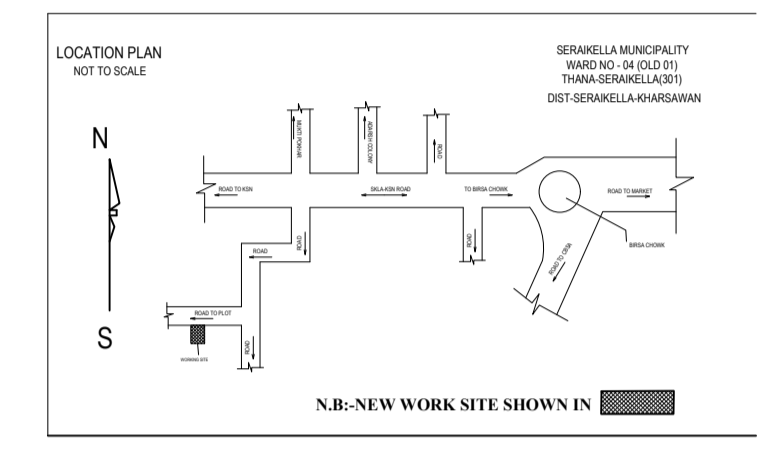 LOCATION PLAN
NOT TO SCALE
SERAIKELLA MUNICIPALITY
WARD NO - 04 (OLD 01)
THANA-SERAIKELLA(301)
DIST-SERAIKELLA-KHARSAWAN
N
S
MUKTI POKHAR
ADARSH COLONY
ROAD
ROAD TO KSN
SKLA-KSN ROAD
TO BIRSA CHOWK
ROAD TO MARKET
BIRSA CHOWK
ROAD
ROAD
ROAD
ROAD TO CBSA
ROAD TO PLOT
ROAD
WORKING SITE
N.B:-NEW WORK SITE SHOWN IN